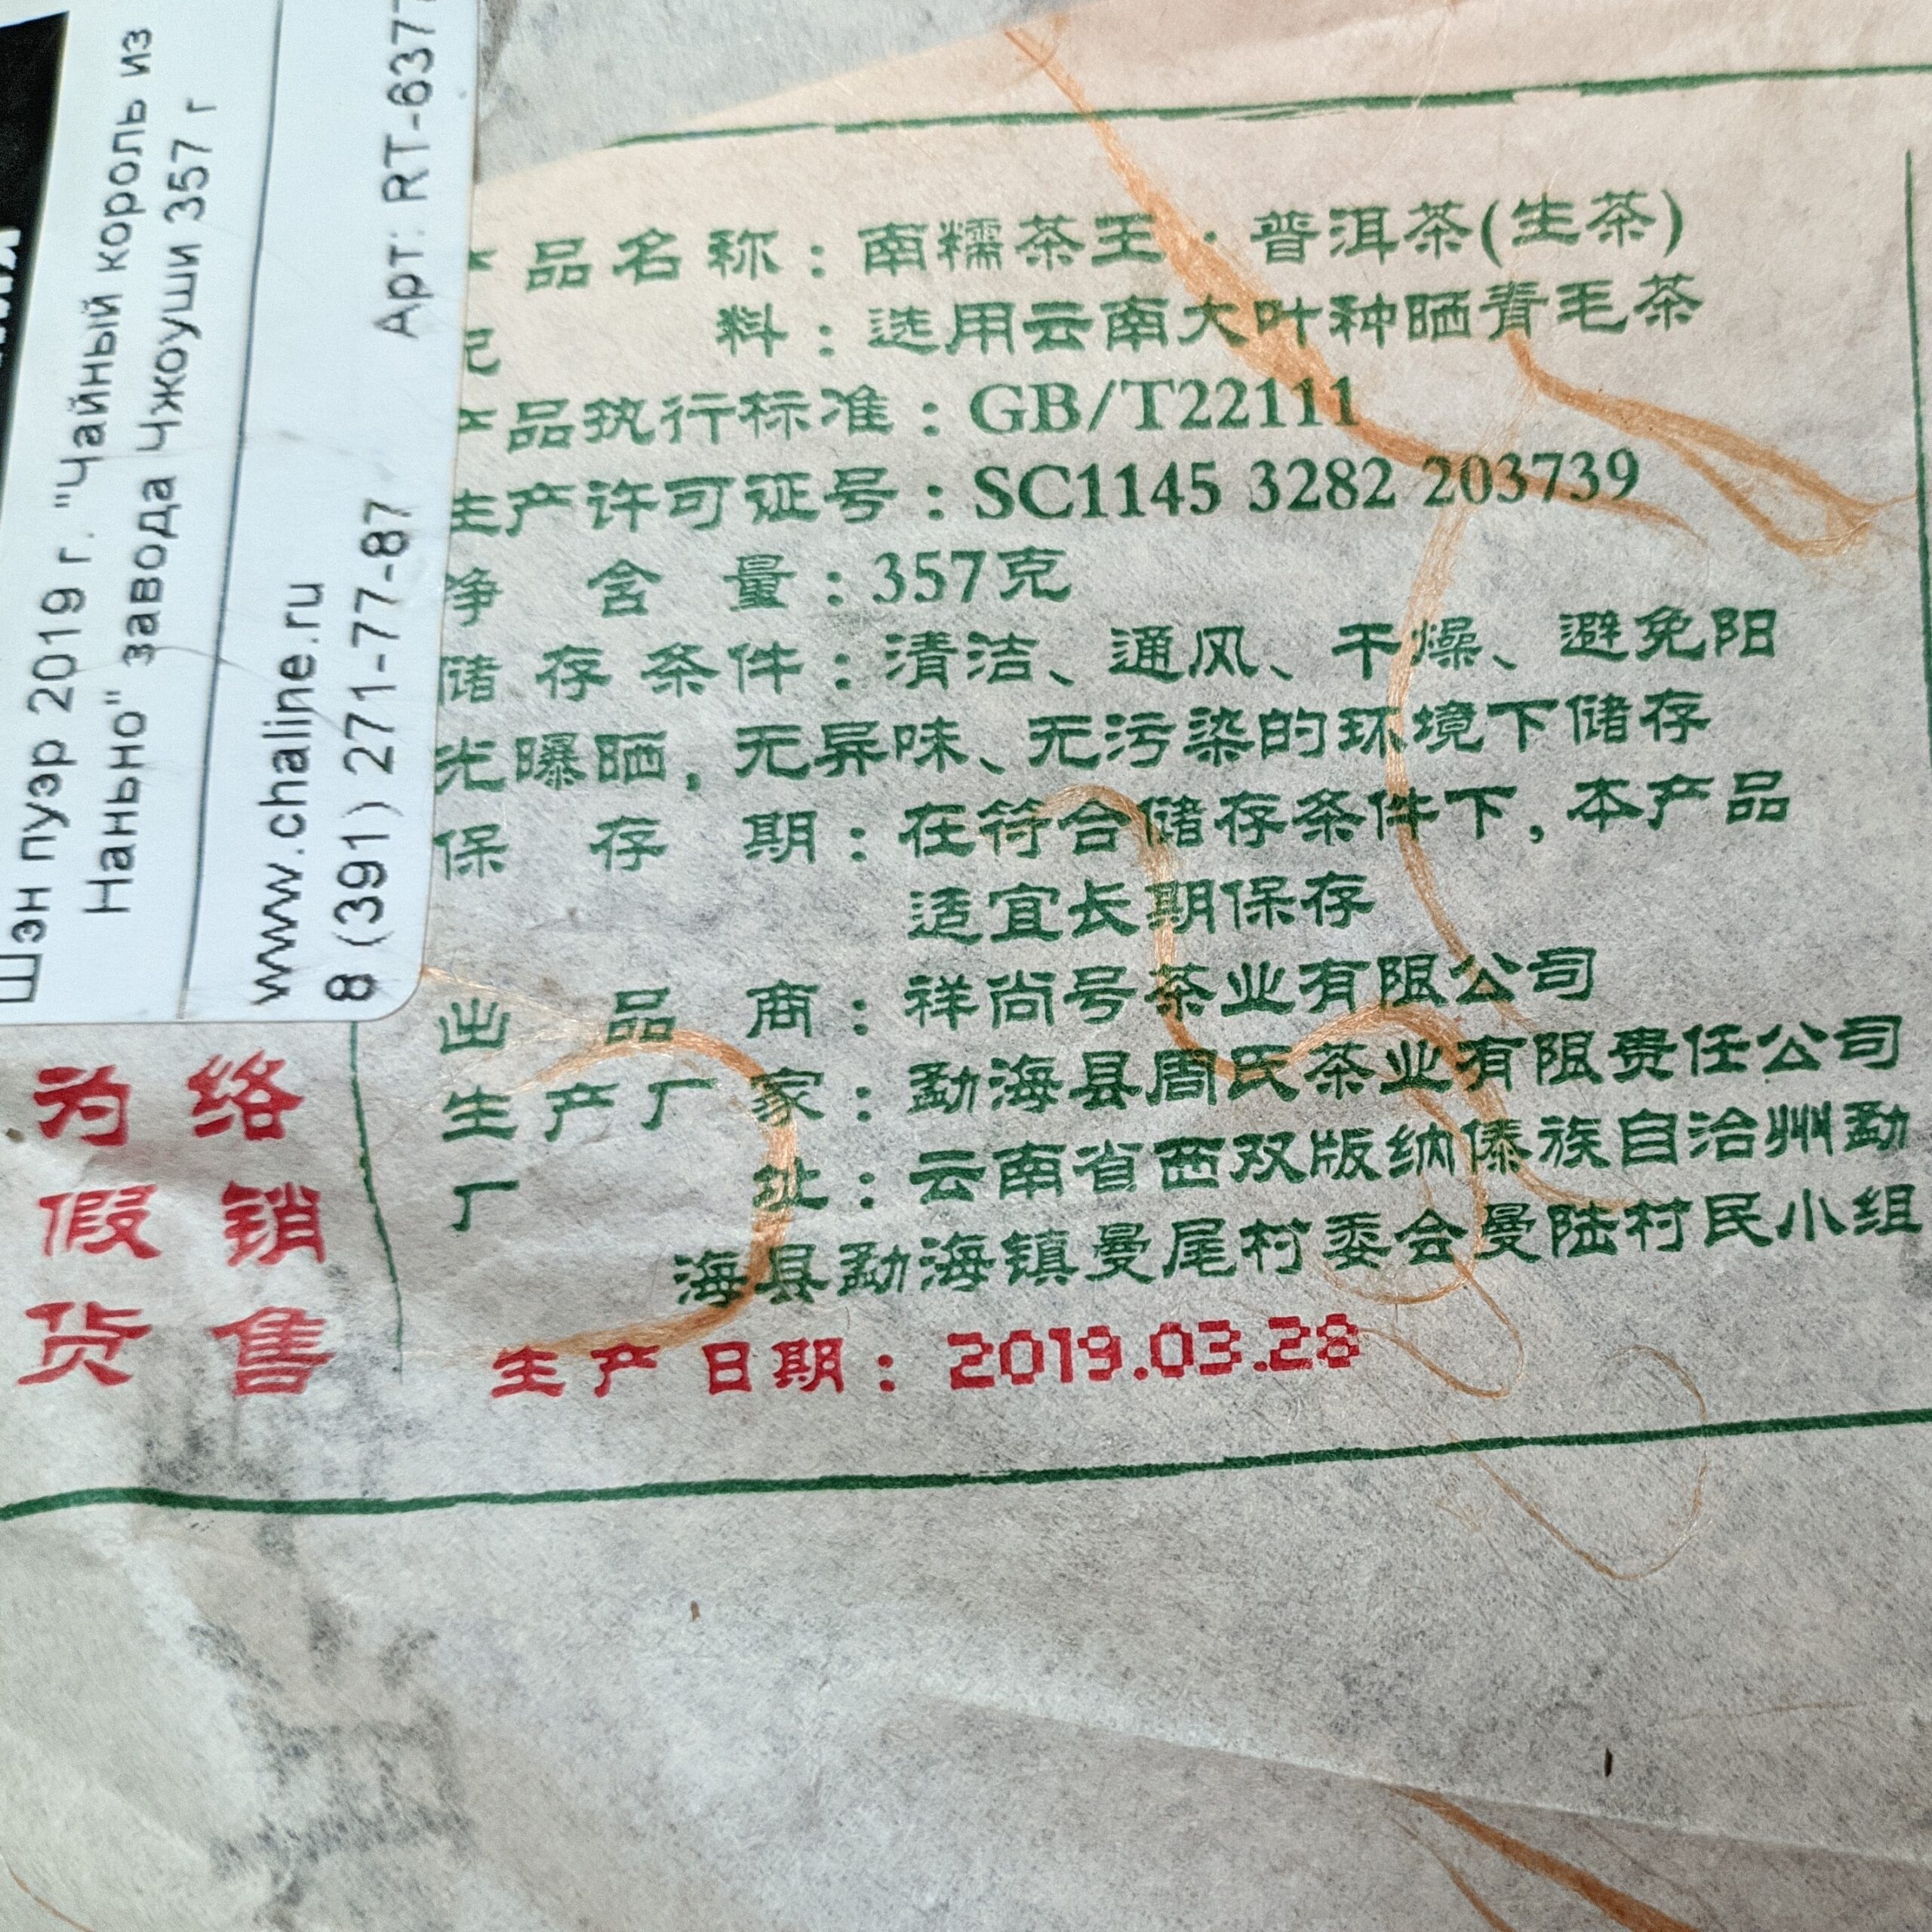 Шэн пуэр 2019 г. "Чайный король из
Наньно" завода Чжоуши 357 г
www.chaline.ru
8 (391) 271-77-87
Арт: RT-637
品名称：南糯茶王·普洱茶(生茶)
料：选用云南大叶种晒青毛茶
产品执行标准：GB/T22111
生产许可证号：SC1145 3282 203739
净含量：357克
储存条件：清洁、通风、干燥、避免阳
光曝晒，无异味、无污染的环境下储存
保存期：在符合储存条件下，本产品
适宜长期保存
出品商：祥尚号茶业有限公司
生产厂家：勐海县周氏茶业有限责任公司
厂址：云南省西双版纳傣族自治州勐
海县勐海镇曼尾村委会曼陆村民小组
生产日期：2019.03.28
络销售
为假货